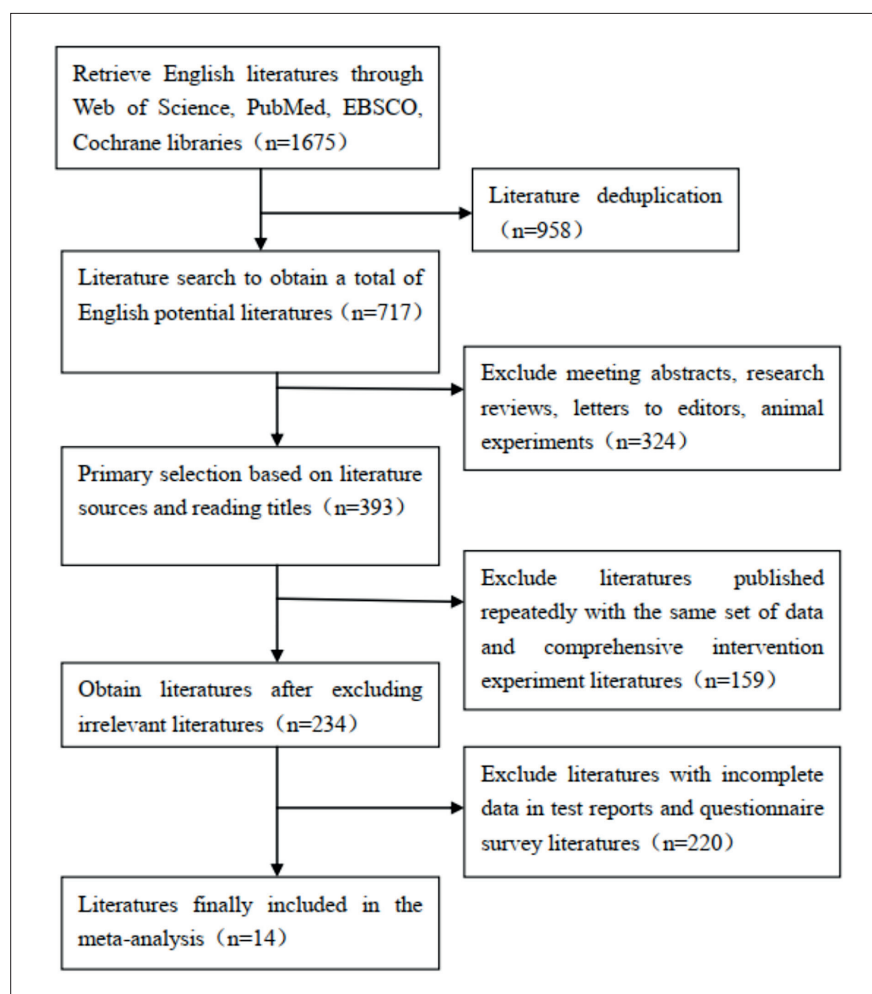 Retrieve English literatures through
Web of Science, PubMed, EBSCO,
Cochrane libraries（n=1675）
Literature deduplication
（n=958）
Literature search to obtain a total of
English potential literatures（n=717）
Exclude meeting abstracts, research
reviews, letters to editors, animal
experiments（n=324）
Primary selection based on literature
sources and reading titles（n=393）
Exclude literatures published
repeatedly with the same set of data
and comprehensive intervention
experiment literatures（n=159）
Obtain literatures after excluding
irrelevant literatures（n=234）
Exclude literatures with incomplete
data in test reports and questionnaire
survey literatures（n=220）
Literatures finally included in the
meta-analysis（n=14）